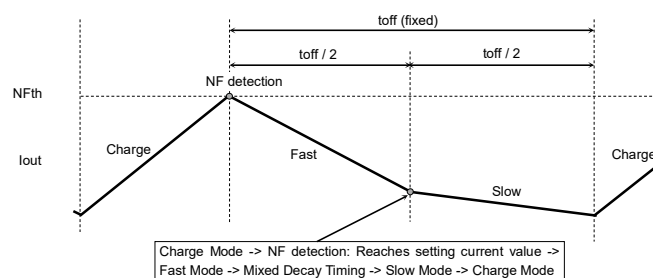 toff (fixed)
toff / 2
toff / 2
NF detection
NFth
Charge
Charge
Iout
Fast
Slow
Charge Mode -> NF detection: Reaches setting current value ->
Fast Mode -> Mixed Decay Timing -> Slow Mode -> Charge Mode